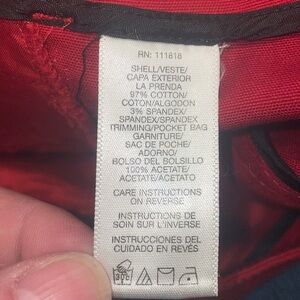 RN: 111818
SHELL/VESTE/
CAPA EXTERIOR
LA PRENDA
97% COTTON/
COTON/ALGODON
3% SPANDEX/
SPANDEX/SPANDEX
TRIMMING/POCKET BAG
GARNITURE/
SAC DE POCHE/
ADORNO/
BOLSO DEL BOLSILLO
100% ACETATE/
ACETATE/ACETATO
CARE INSTRUCTIONS
ON REVERSE
INSTRUCTIONS DE
SOIN SUR L'INVERSE
INSTRUCCIONES DEL
CUIDADO EN REVÉS